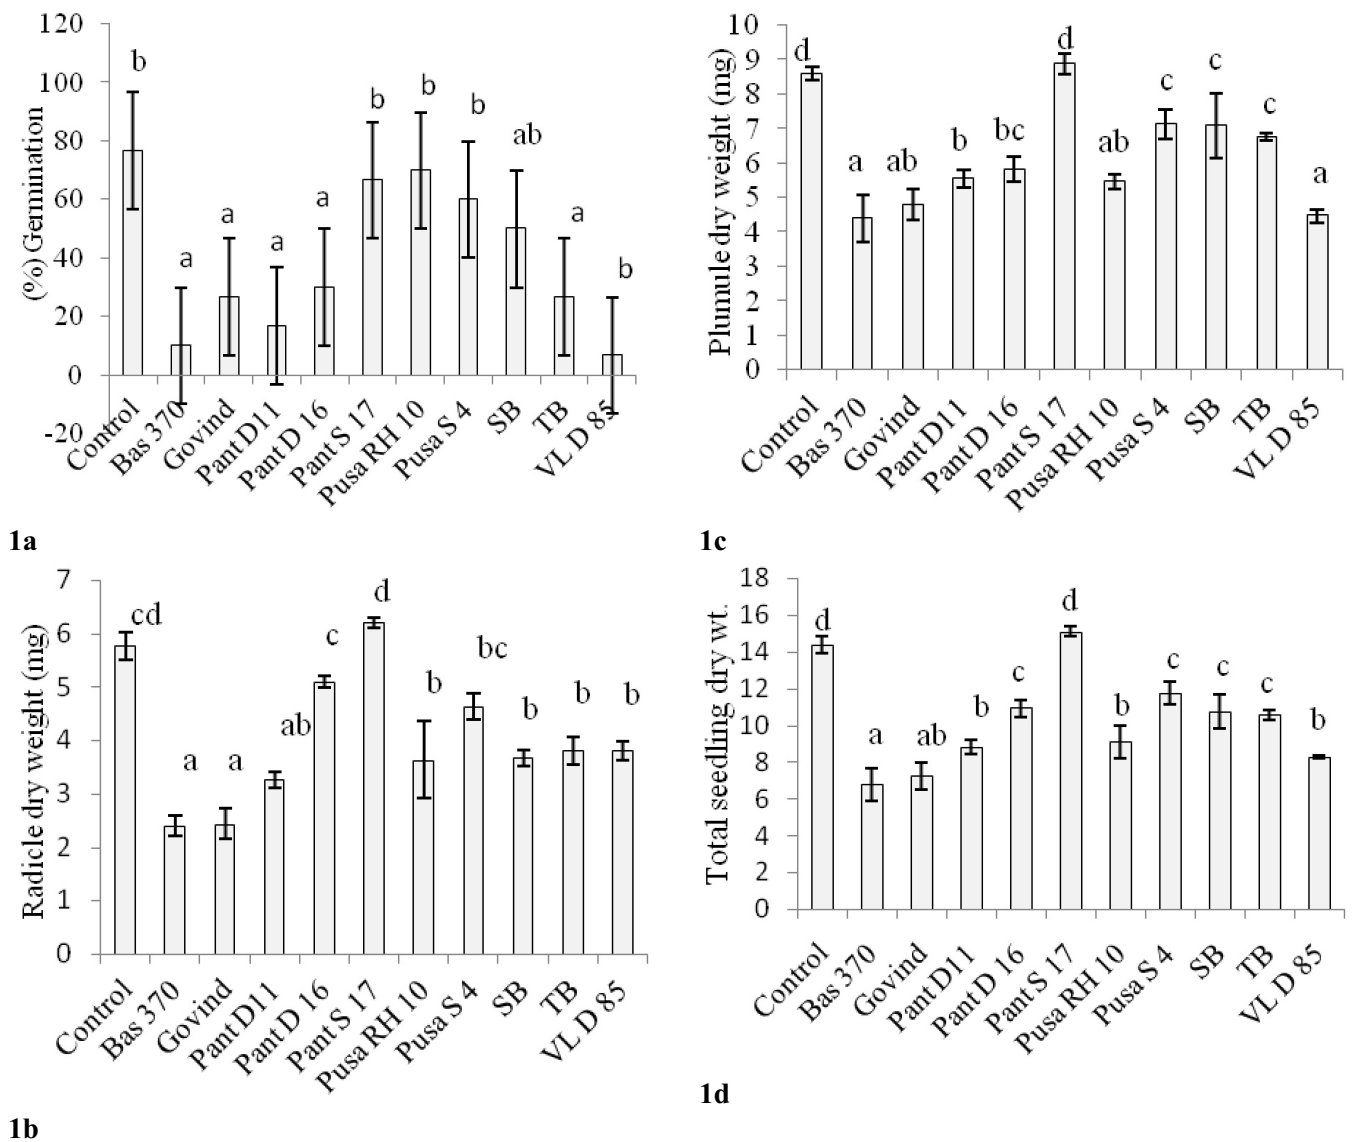 120
100
80
60
40
20
0
-20
(%) Germination
b
a
a
a
a
b
b
b
ab
a
b
Control
Bas 370
Govind
Pant D11
Pant D 16
Pant S 17
Pusa RH 10
Pusa S 4
SB
TB
VL D 85
1a
10
9
8
7
6
5
4
3
2
1
0
Plumule dry weight (mg)
d
a
ab
b
bc
d
ab
c
c
c
a
Control
Bas 370
Govind
Pant D11
Pant D 16
Pant S 17
Pusa RH 10
Pusa S 4
SB
TB
VL D 85
1c
7
6
5
4
3
2
1
0
Radicle dry weight (mg)
cd
a
a
ab
c
d
b
bc
b
b
b
Control
Bas 370
Govind
Pant D11
Pant D 16
Pant S 17
Pusa RH 10
Pusa S 4
SB
TB
VL D 85
1b
18
16
14
12
10
8
6
4
2
0
Total seedling dry wt.
d
a
ab
b
c
d
b
c
c
c
b
Control
Bas 370
Govind
Pant D11
Pant D 16
Pant S 17
Pusa RH 10
Pusa S 4
SB
TB
VL D 85
1d